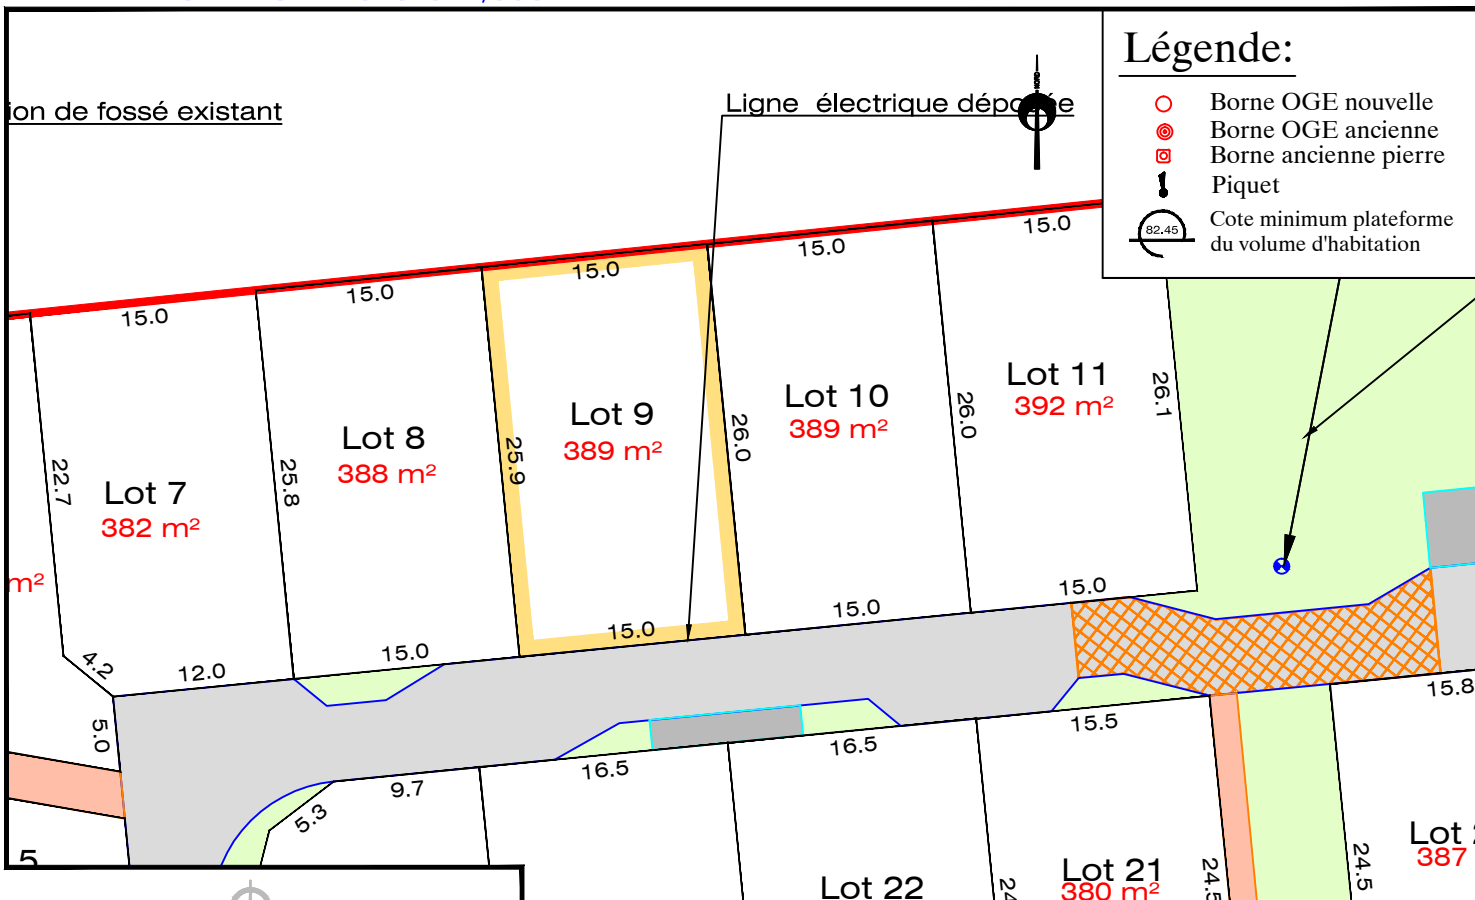 Légende:
Borne OGE nouvelle
Borne OGE ancienne
Borne ancienne pierre
Piquet
82.45
Cote minimum plateforme
du volume d'habitation
ion de fossé existant
Ligne électrique déposée
15.0
15.0
15.0
15.0
15.0
Lot 7
382 m²
Lot 8
388 m²
Lot 9
389 m²
Lot 10
389 m²
Lot 11
392 m²
m²
22.7
25.8
25.9
26.0
26.0
26.1
4.2
12.0
15.0
15.0
15.0
15.0
5.0
5.3
9.7
16.5
16.5
15.5
15.8
5
Lot 22
24
Lot 21
380 m²
24.5
24.5
Lot
387